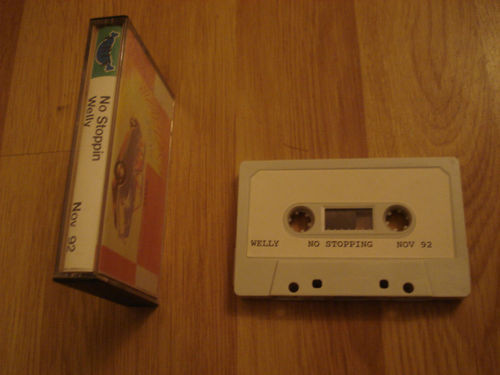 No Stoppin
Welly
Nov 92
WELLY NO STOPPING NOV 92